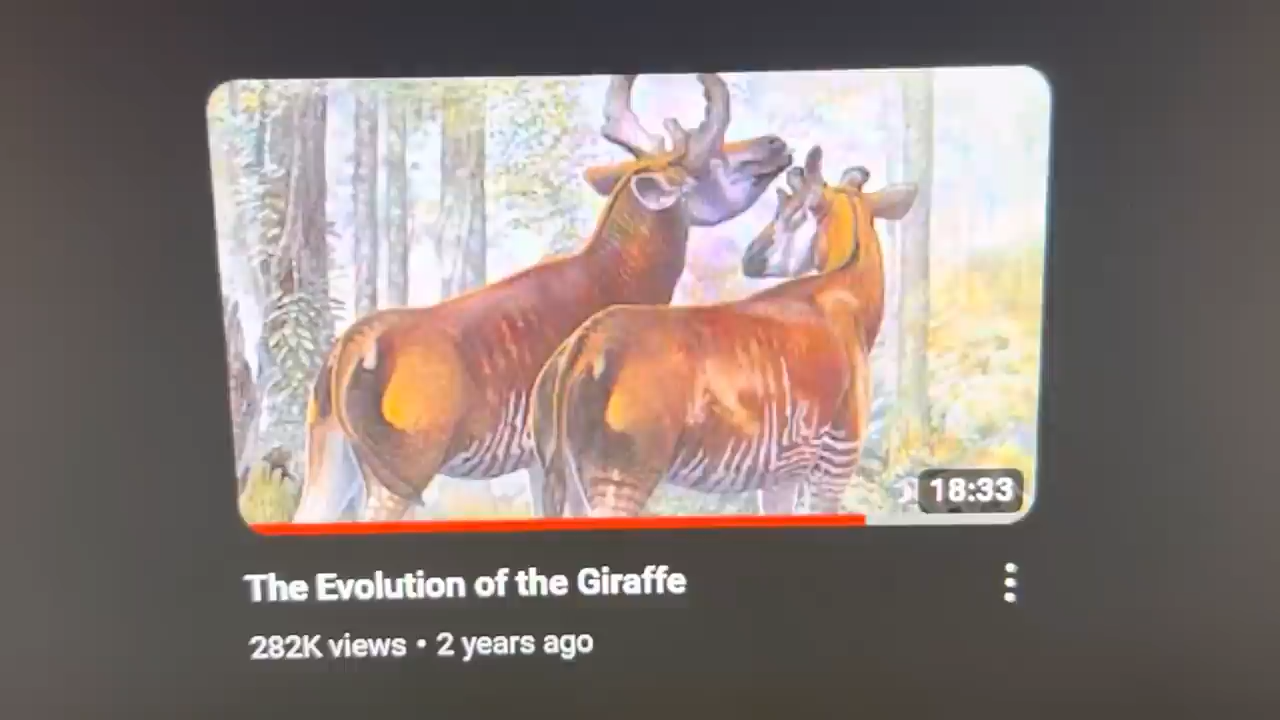 18:33
The Evolution of the Giraffe
282K views • 2 years ago